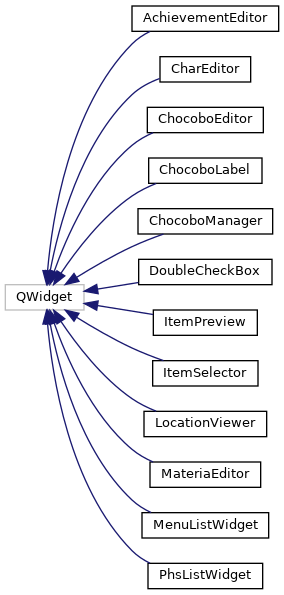 AchievementEditor
CharEditor
ChocoboEditor
ChocoboLabel
ChocoboManager
DoubleCheckBox
QWidget
ItemPreview
ItemSelector
LocationViewer
MateriaEditor
MenuListWidget
PhsListWidget